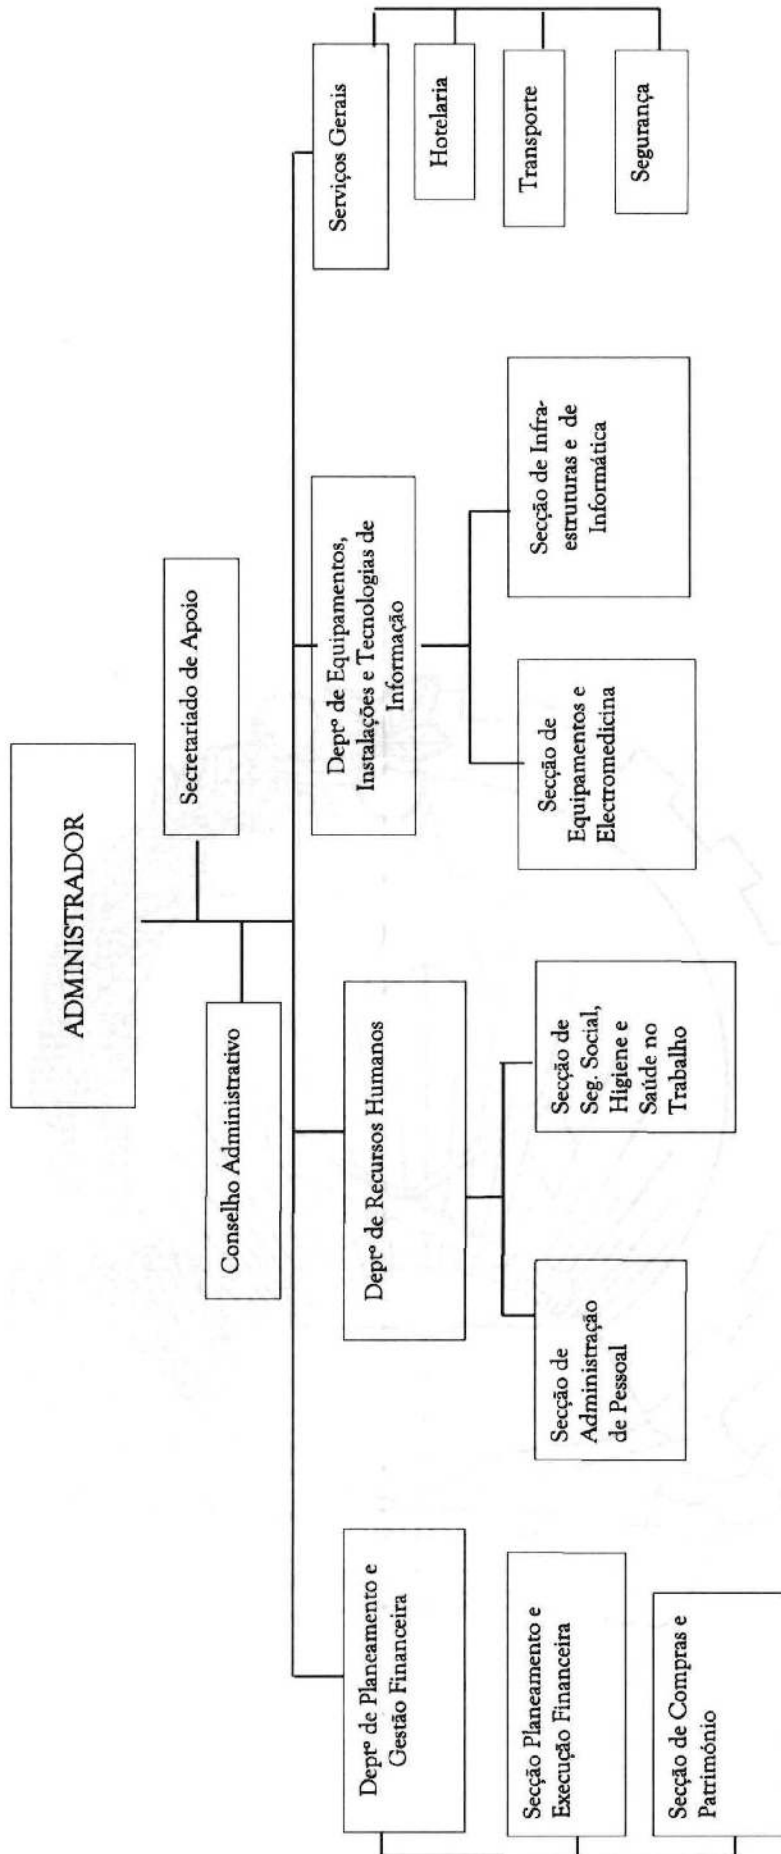 ADMINISTRADOR
Secretariado de Apoio
Conselho Administrativo
Deptº de Planeamento e
Gestão Financeira
Secção Planeamento e
Execução Financeira
Secção de Compras e
Património
Deptº de Recursos Humanos
Secção de
Administração
de Pessoal
Secção de
Seg. Social,
Higiene e
Saúde no
Trabalho
Deptº de Equipamentos,
Instalações e Tecnologias de
Informação
Secção de
Equipamentos e
Electromedicina
Secção de Infra-
estruturas e de
Informática
Serviços Gerais
Hotelaria
Transporte
Segurança